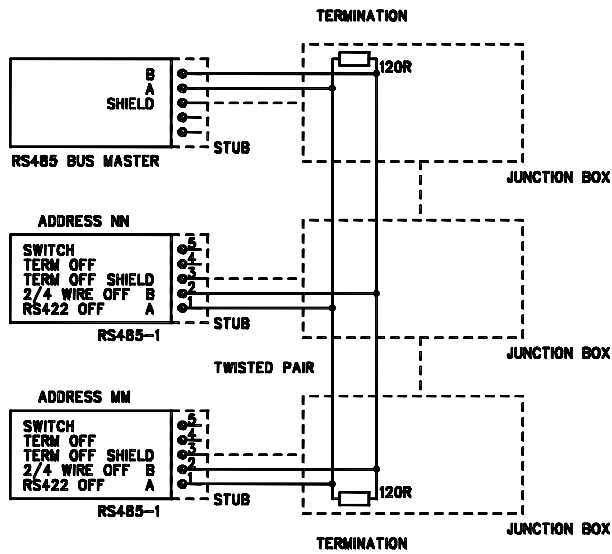 TERMINATION
B
120R
A
SHIELD
STUB
RS485 BUS MASTER
JUNCTION BOX
ADDRESS NN
SWITCH 5
TERM OFF 4
TERM OFF SHIELD 3
2/4 WIRE OFF B 2
RS422 OFF A 1
STUB
RS485-1
JUNCTION BOX
TWISTED PAIR
ADDRESS MM
SWITCH 5
TERM OFF 4
TERM OFF SHIELD 3
2/4 WIRE OFF B 2
RS422 OFF A 1
120R
STUB
RS485-1
JUNCTION BOX
TERMINATION